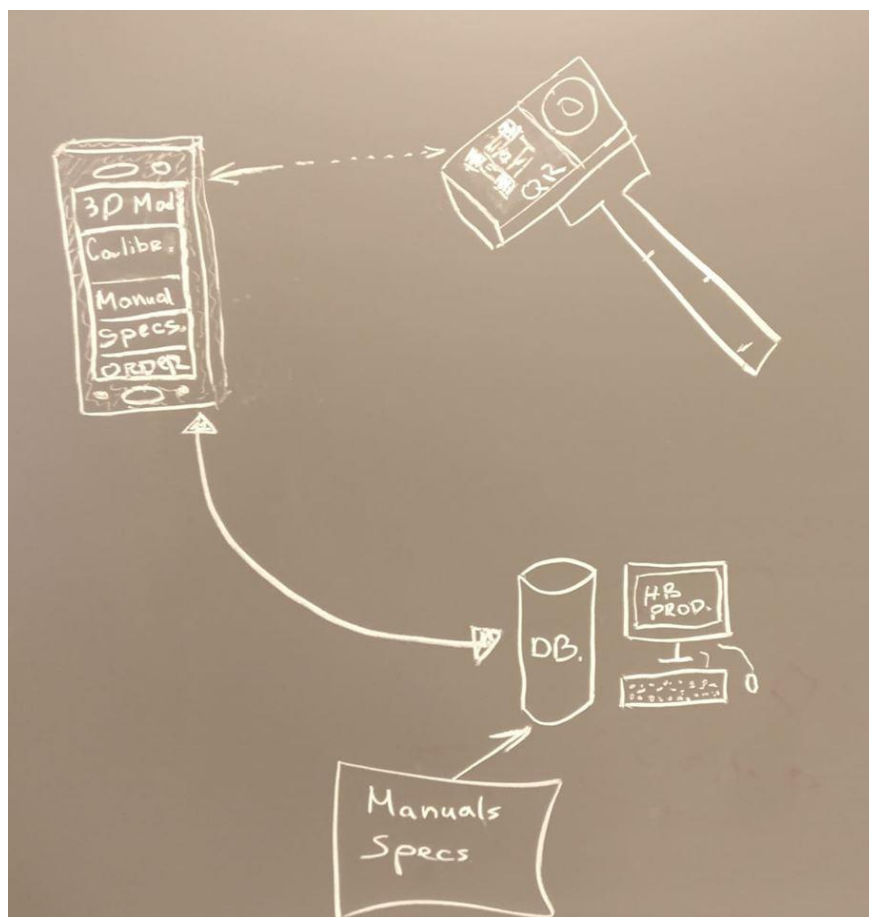 3D Mod
Calibr.
Manual
Specs.
ORDER
QR
DB.
HB
PROD.
Manuals
Specs